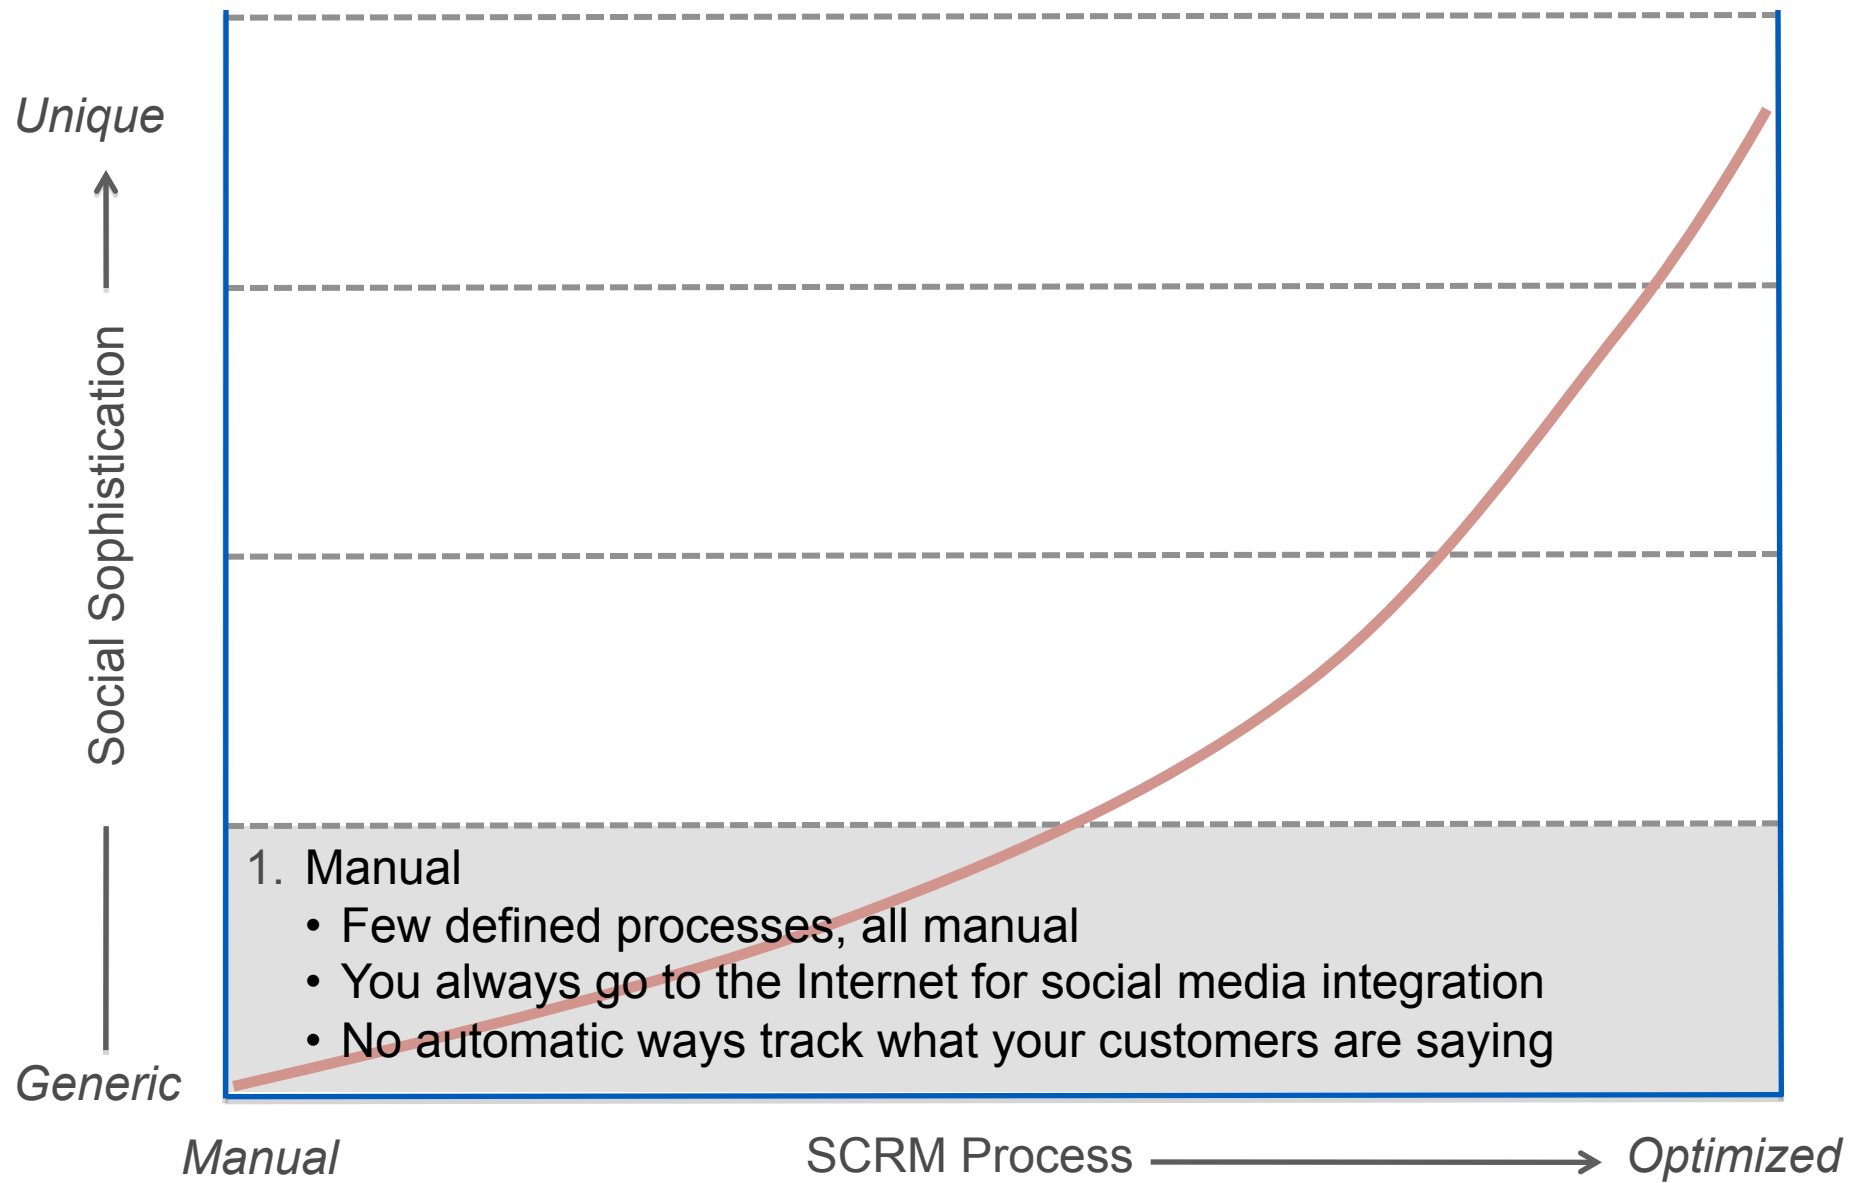 Unique
Social Sophistication
Generic
1. Manual
• Few defined processes, all manual
• You always go to the Internet for social media integration
• No automatic ways track what your customers are saying
Manual
SCRM Process
Optimized